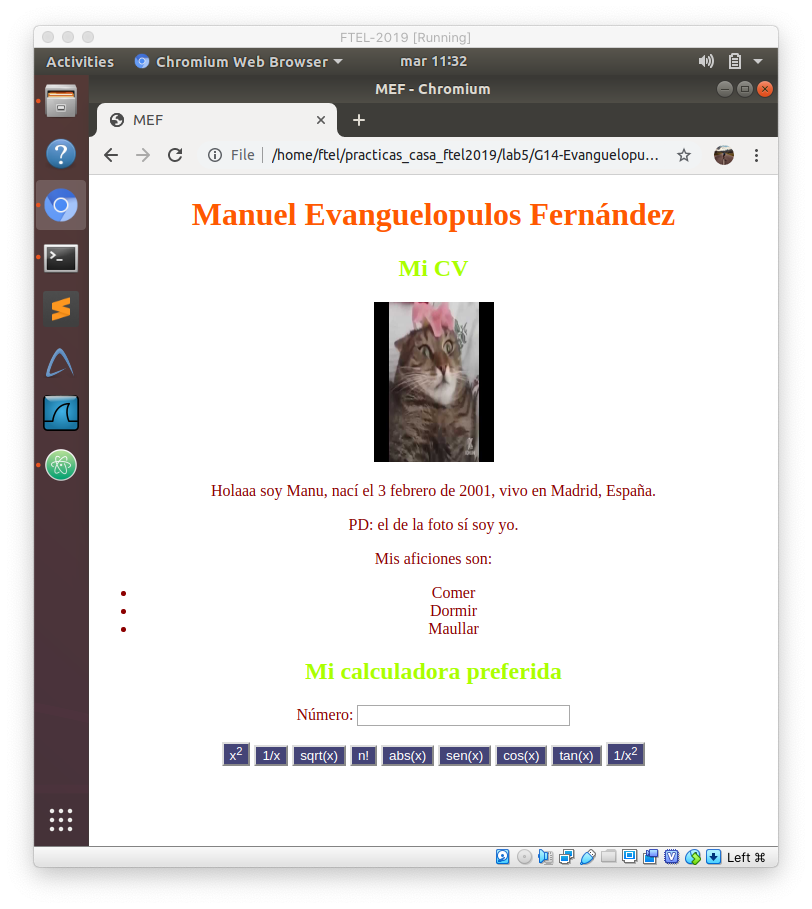 FTEL-2019 [Running]
Activities Chromium Web Browser mar 11:32
MEF - Chromium
MEF
File /home/ftel/practicas_casa_ftel2019/lab5/G14-Evanguelopu…
Manuel Evanguelopulos Fernández
Mi CV
Holaaa soy Manu, nací el 3 febrero de 2001, vivo en Madrid, España.
PD: el de la foto sí soy yo.
Mis aficiones son:
Comer
Dormir
Maullar
Mi calculadora preferida
Número:
x² 1/x sqrt(x) n! abs(x) sen(x) cos(x) tan(x) 1/x²
Left ⌘